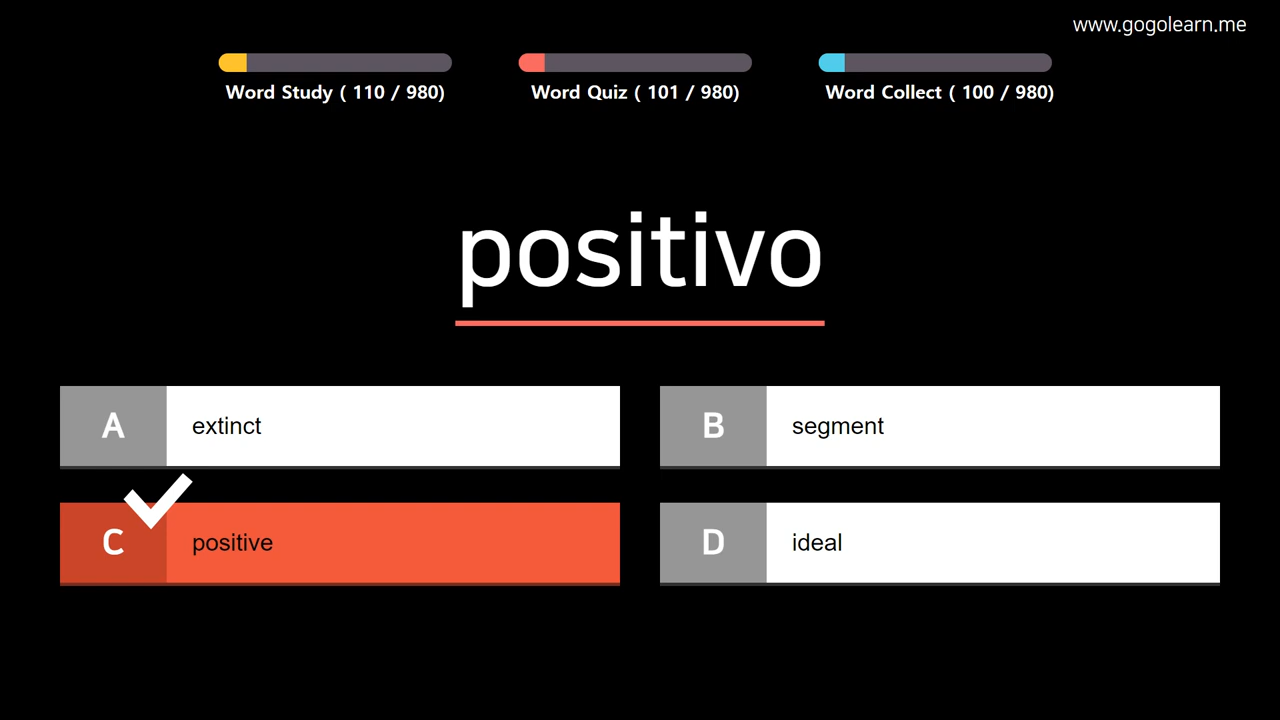 www.gogolearn.me
Word Study ( 110 / 980)
Word Quiz ( 101 / 980)
Word Collect ( 100 / 980)
positivo
A extinct
B segment
C positive
D ideal